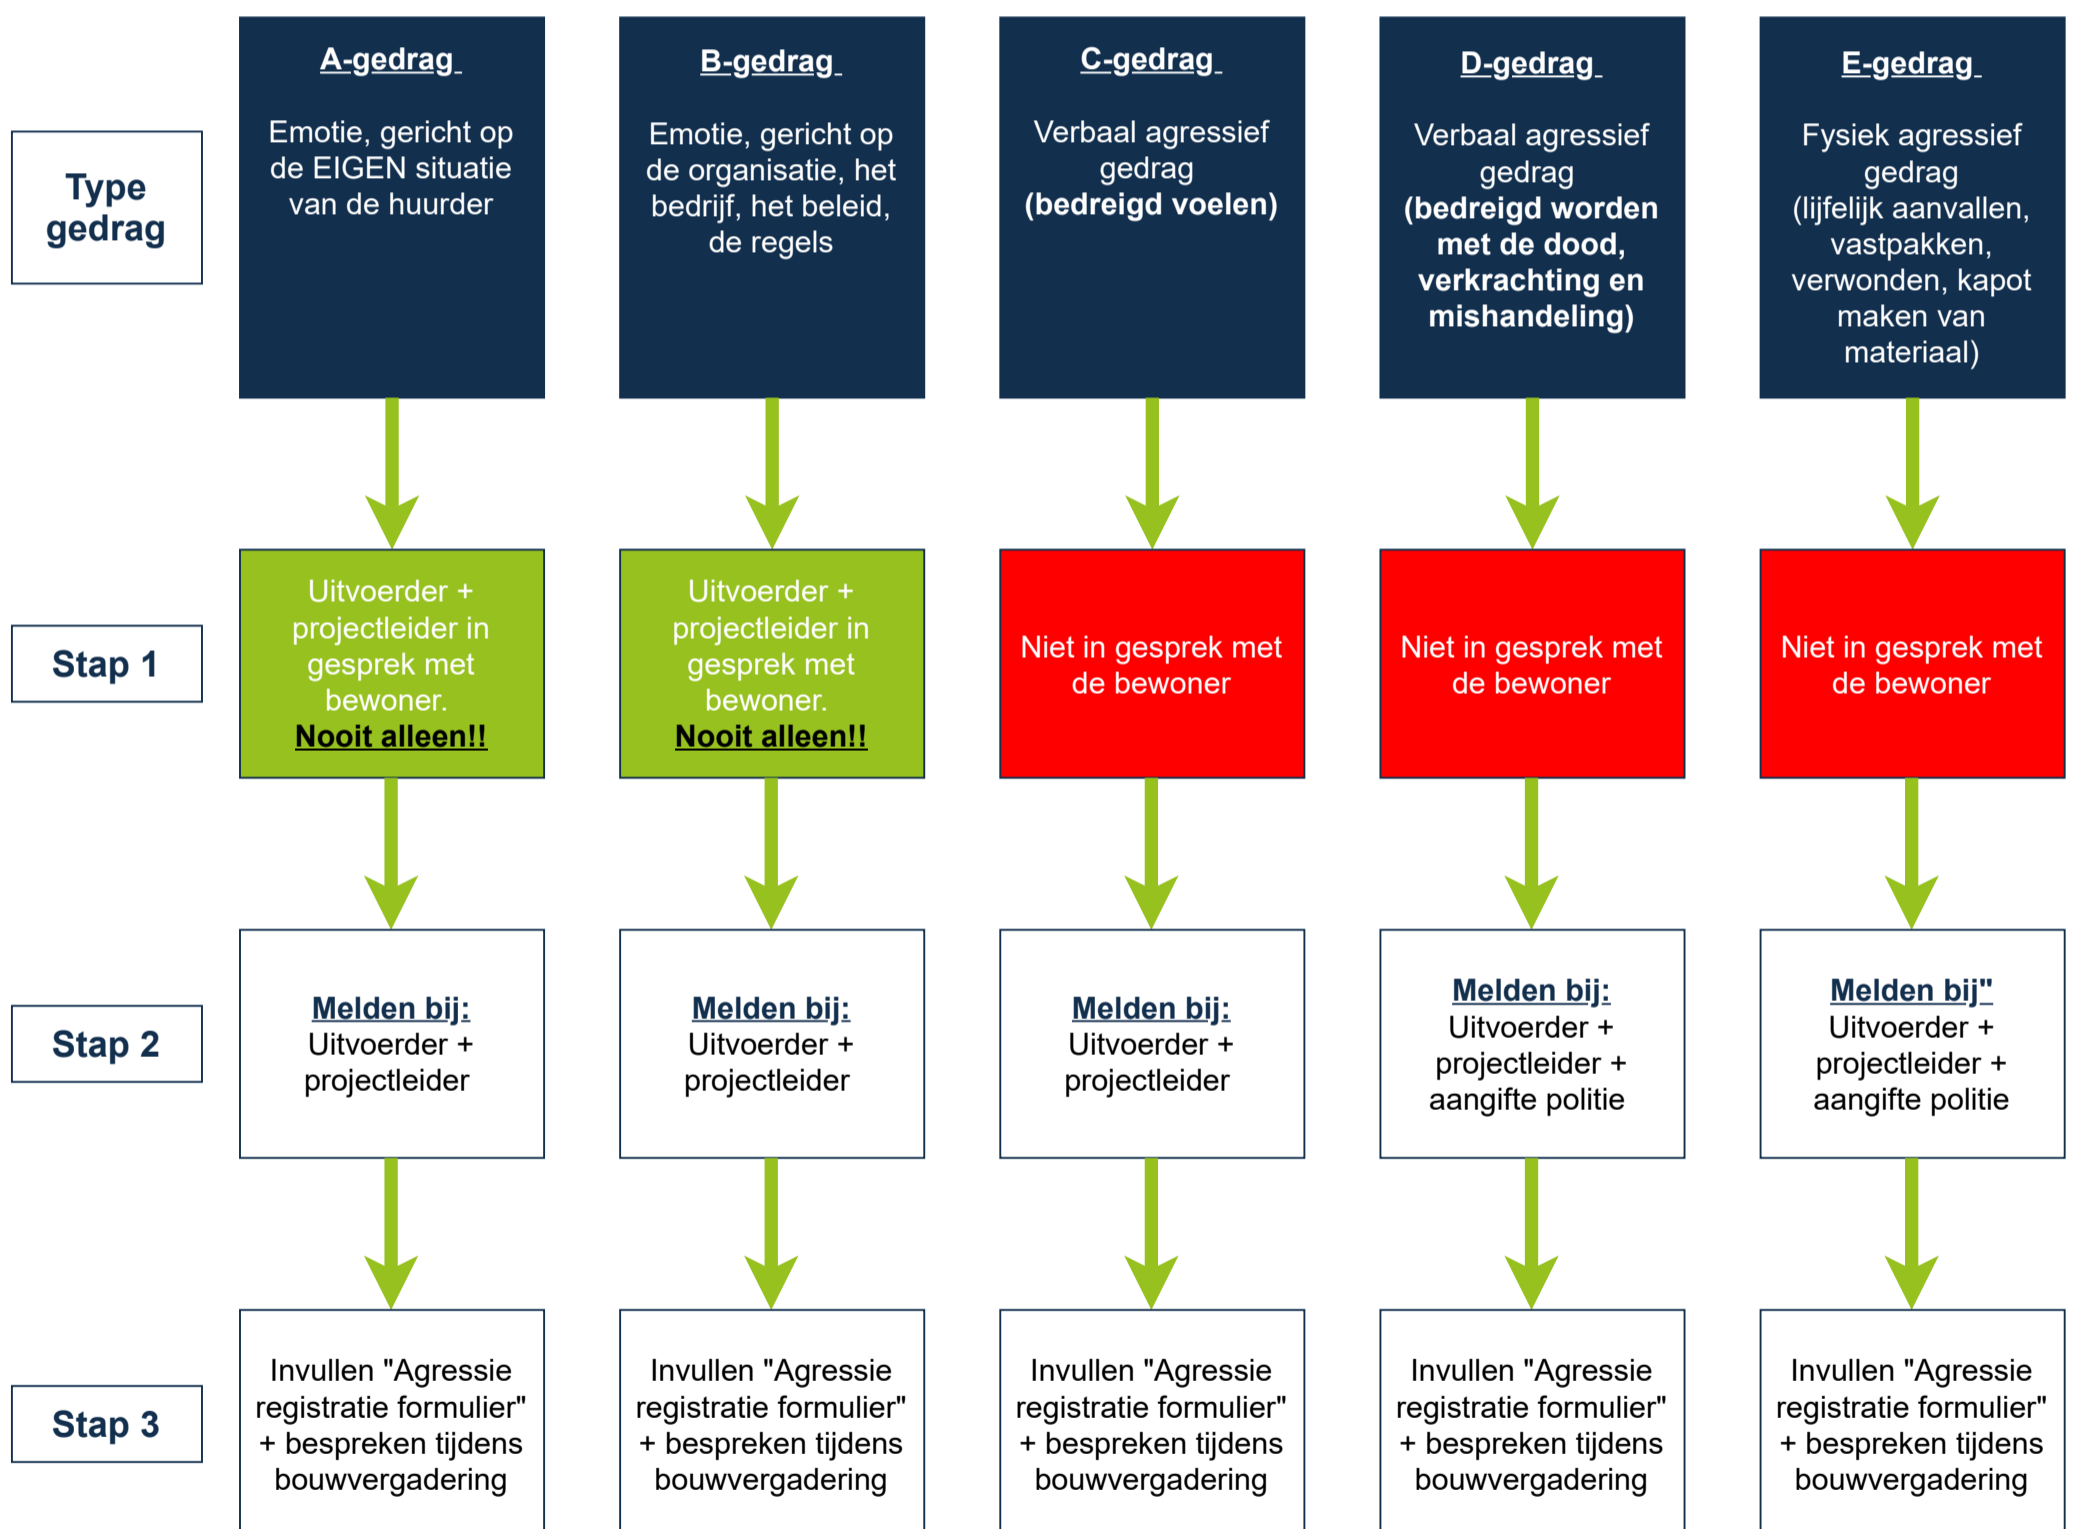 Type
gedrag
A-gedrag
Emotie, gericht op
de EIGEN situatie
van de huurder
B-gedrag
Emotie, gericht op
de organisatie, het
bedrijf, het beleid,
de regels
C-gedrag
Verbaal agressief
gedrag
(bedreigd voelen)
D-gedrag
Verbaal agressief
gedrag
(bedreigd worden
met de dood,
verkrachting en
mishandeling)
E-gedrag
Fysiek agressief
gedrag
(lijfelijk aanvallen,
vastpakken,
verwonden, kapot
maken van
materiaal)
Stap 1
Uitvoerder +
projectleider in
gesprek met
bewoner.
Nooit alleen!!
Uitvoerder +
projectleider in
gesprek met
bewoner.
Nooit alleen!!
Niet in gesprek met
de bewoner
Niet in gesprek met
de bewoner
Niet in gesprek met
de bewoner
Stap 2
Melden bij:
Uitvoerder +
projectleider
Melden bij:
Uitvoerder +
projectleider
Melden bij:
Uitvoerder +
projectleider
Melden bij:
Uitvoerder +
projectleider +
aangifte politie
Melden bij"
Uitvoerder +
projectleider +
aangifte politie
Stap 3
Invullen "Agressie
registratie formulier"
+ bespreken tijdens
bouwvergadering
Invullen "Agressie
registratie formulier"
+ bespreken tijdens
bouwvergadering
Invullen "Agressie
registratie formulier"
+ bespreken tijdens
bouwvergadering
Invullen "Agressie
registratie formulier"
+ bespreken tijdens
bouwvergadering
Invullen "Agressie
registratie formulier"
+ bespreken tijdens
bouwvergadering